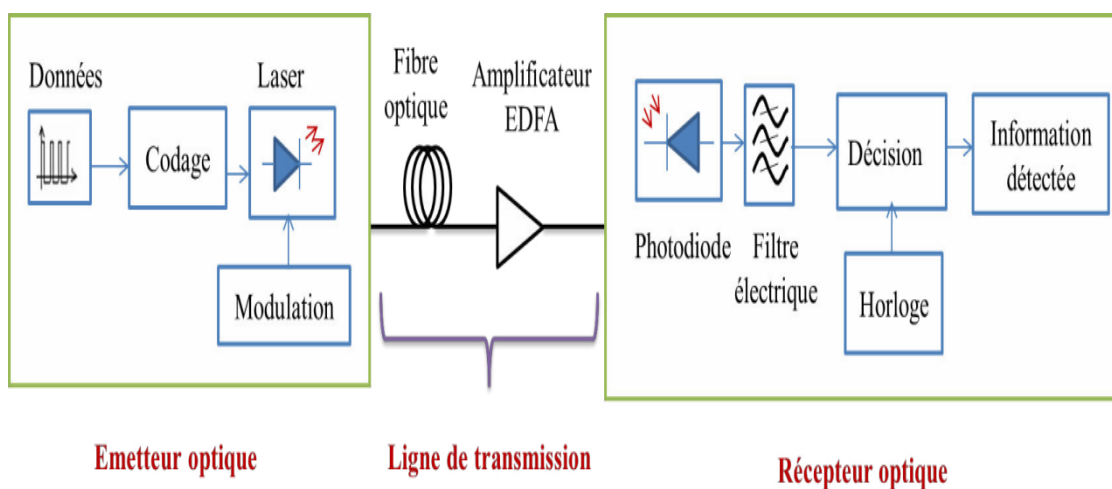 Données
Laser
Codage
Modulation
Emetteur optique
Fibre
optique
Amplificateur
EDFA
Ligne de transmission
Photodiode
Filtre
électrique
Décision
Horloge
Information
détectée
Récepteur optique